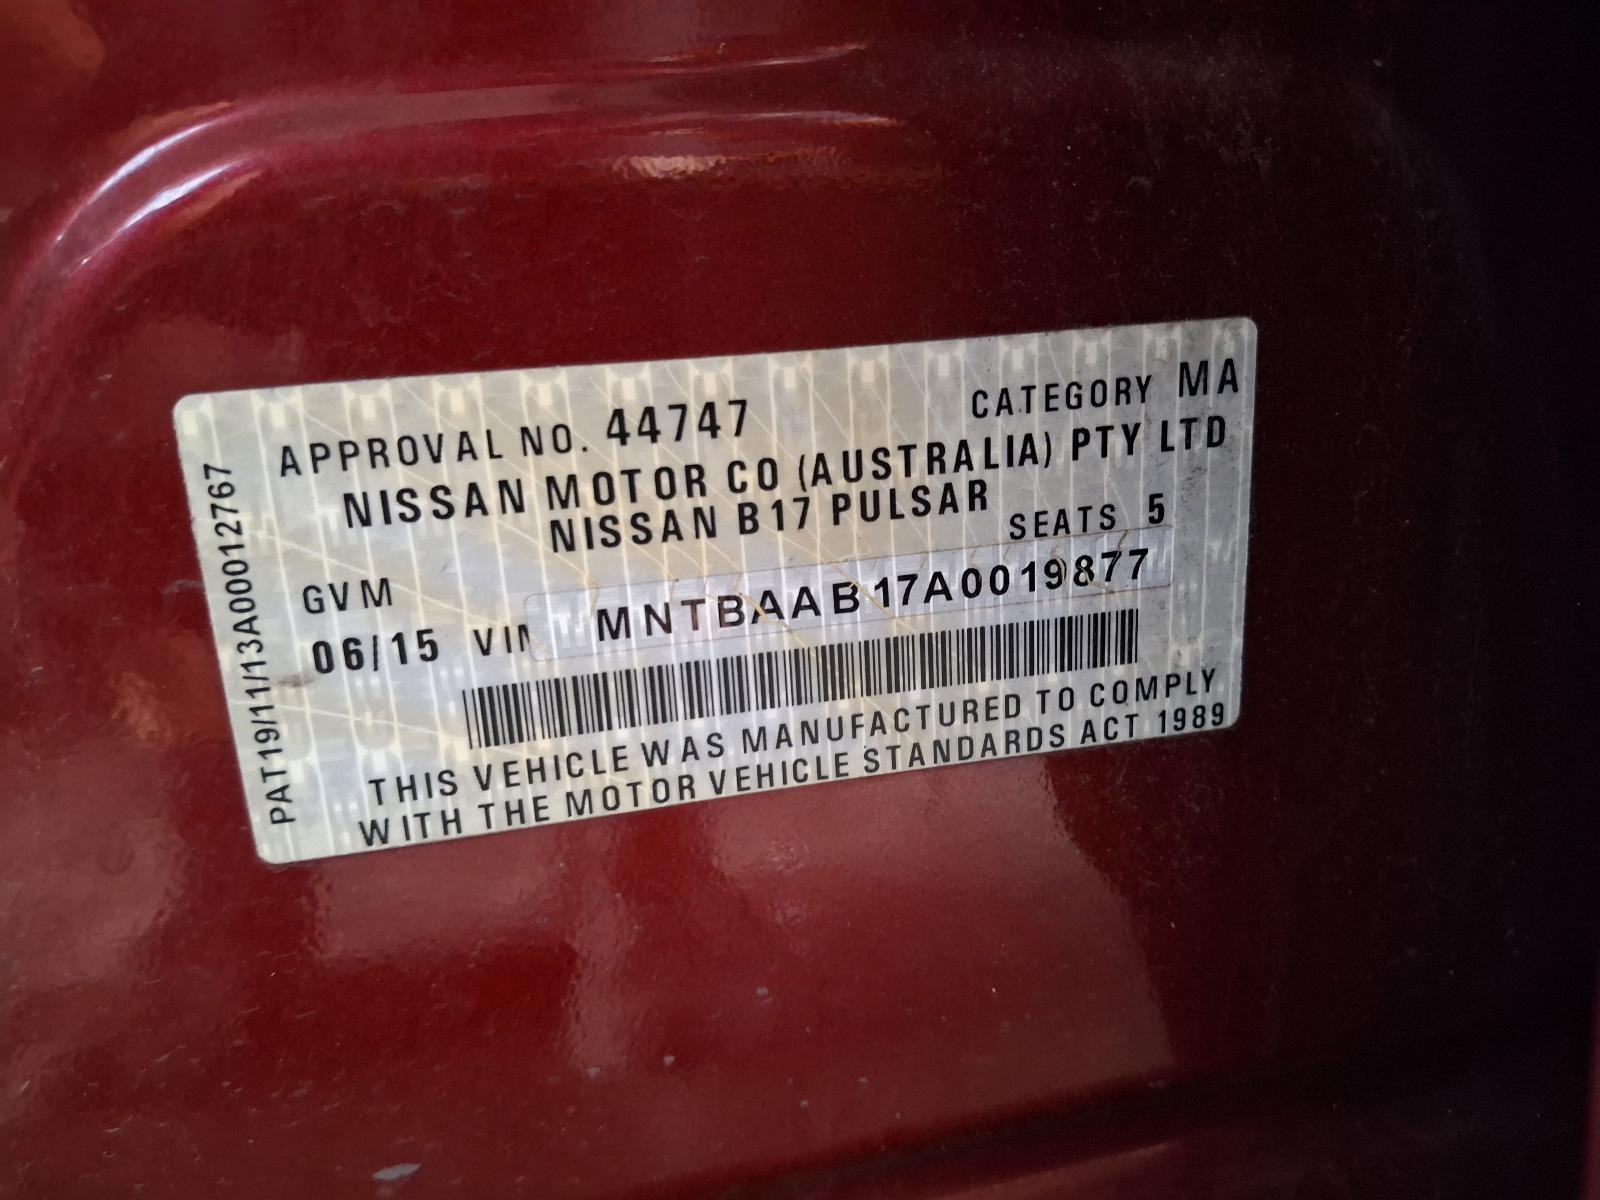 APPROVAL NO. 44747 CATEGORY MA
NISSAN MOTOR CO (AUSTRALIA) PTY LTD
NISSAN B17 PULSAR
SEATS 5
GVM
06/15 VIN MNTBAAB17A0019877
THIS VEHICLE WAS MANUFACTURED TO COMPLY
WITH THE MOTOR VEHICLE STANDARDS ACT 1989
PAT19/11/13A00012767